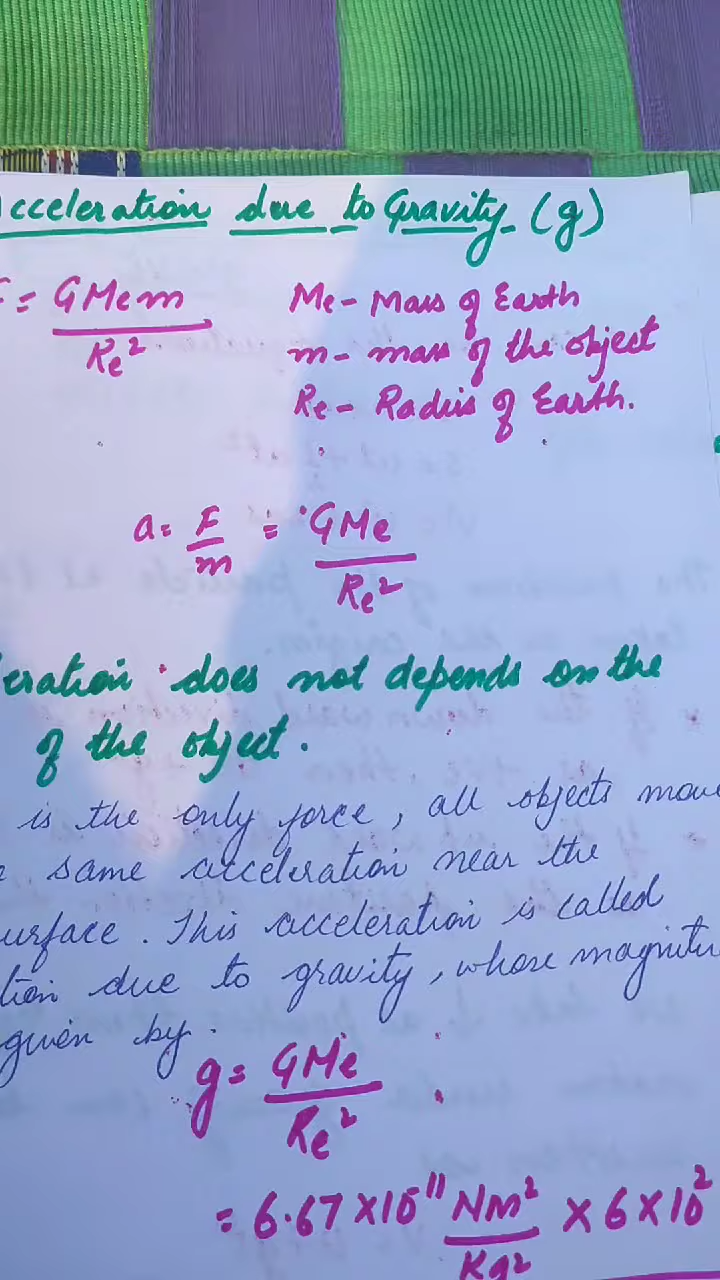 Acceleration due to Gravity (g)
F = GMem / Re²
Me - Mass of Earth
m - mass of the object
Re - Radius of Earth.
a = F/m = GMe / Re²
eration does not depends on the
of the object.
is the only force, all objects move
same acceleration near the
urface. This acceleration is called
tion due to gravity, whose magnitu
given by.
g = GMe / Re²
= 6.67 × 10¯¹¹ Nm²/Kg² × 6 × 10²